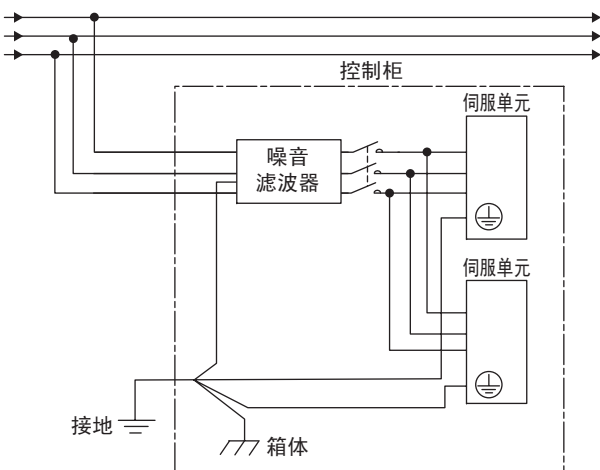 控制柜
伺服单元
噪音
滤波器
伺服单元
接地
箱体